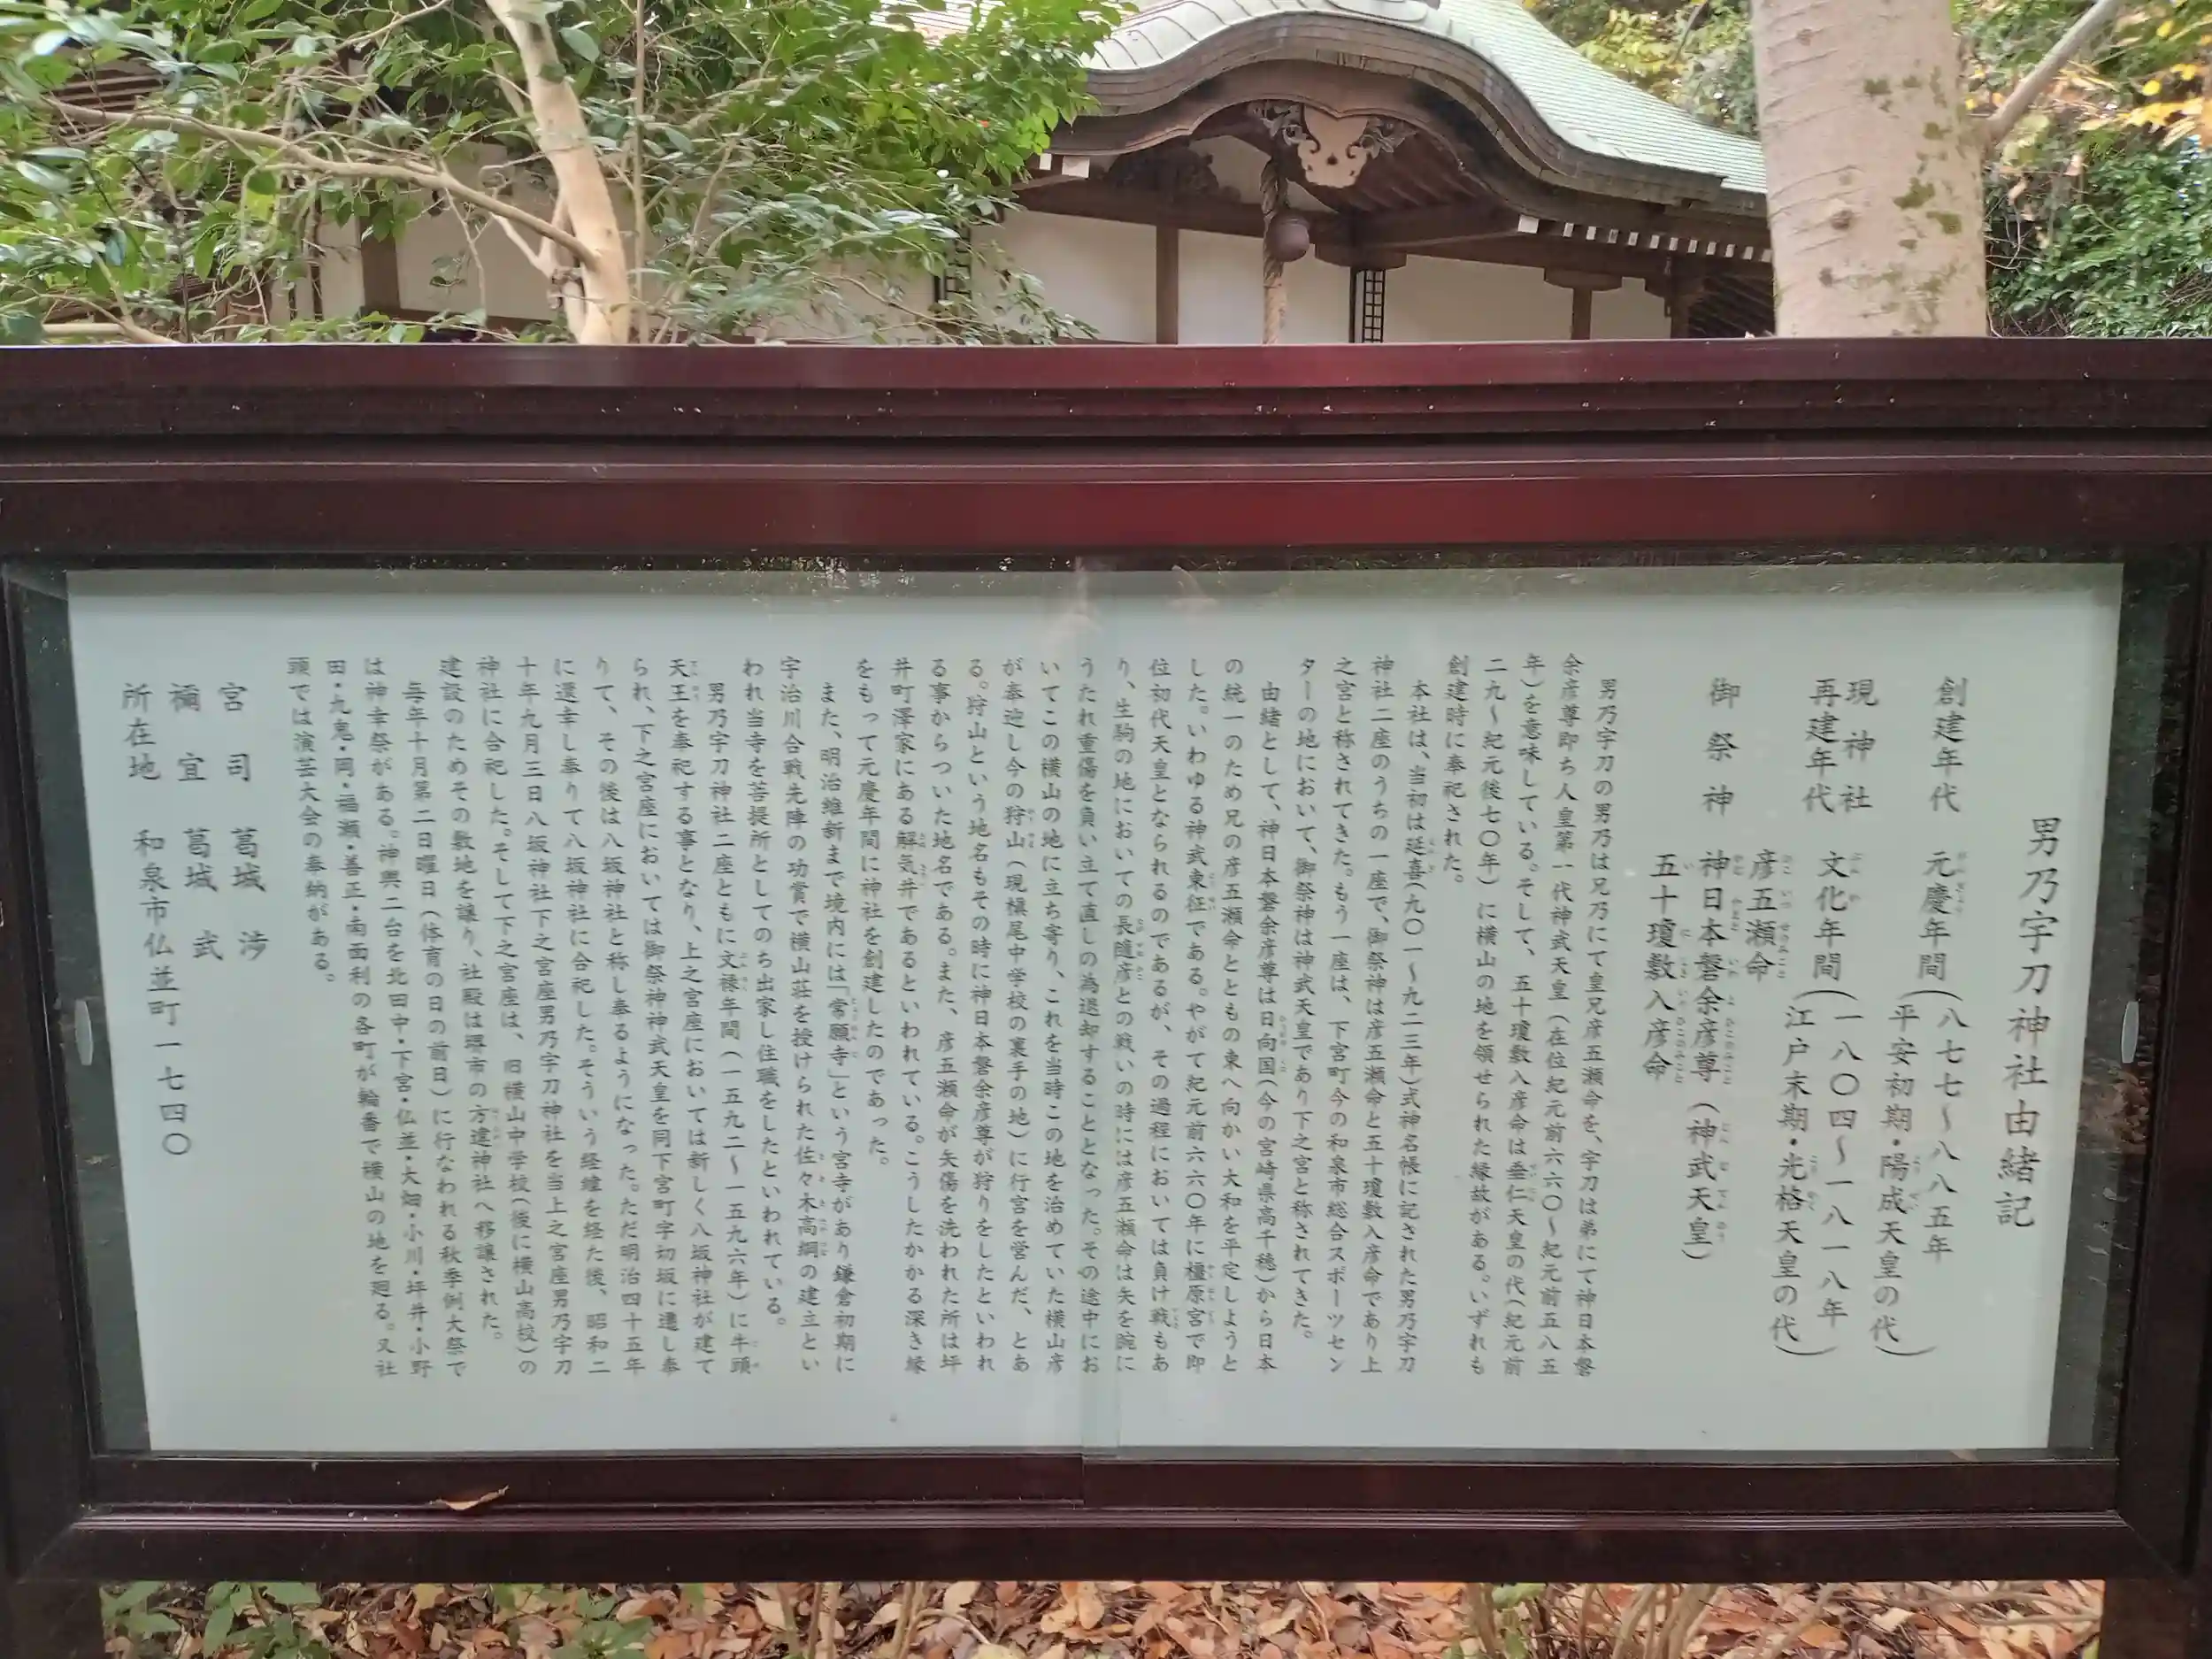 男乃宇刀神社由緒記
創建年代　元慶年間(八七七～八八五年
平安初期・陽成天皇の代)
現神社
再建年代　文化年間(一八〇四～一八一八年
江戸末期・光格天皇の代)
彦五瀬命
御祭神　神日本磐余彦尊（神武天皇）
五十瓊敷入彦命
男乃宇刀の男乃は兄乃にて皇兄彦五瀬命を、宇刀は弟にて神日本磐
余彦尊即ち人皇第一代神武天皇（在位紀元前六六〇～紀元前五八五
年）を意味している。そして、五十瓊敷入彦命は垂仁天皇の代（紀元前
二九～紀元後七〇年）に横山の地を領せられた縁故がある。いずれも
創建時に奉祀された。
本社は、当初は延喜（九〇一～九二三年）式神名帳に記された男乃宇刀
神社二座のうちの一座で、御祭神は彦五瀬命と五十瓊敷入彦命であり上
之宮と称されてきた。もう一座は、下宮町今の和泉市総合スポーツセン
ターの地において、御祭神は神武天皇であり下之宮と称されてきた。
由緒として、神日本磐余彦尊は日向国（今の宮崎県高千穂）から日本
の統一のため兄の彦五瀬命とともの東へ向かい大和を平定しようと
した。いわゆる神武東征である。やがて紀元前六六〇年に橿原宮で即
位初代天皇となられるのであるが、その過程においては負け戦もあ
り、生駒の地においての長髄彦との戦いの時には彦五瀬命は矢を腕に
うたれ重傷を負い立て直しの為退却することとなった。その途中にお
いてこの横山の地に立ち寄り、これを当時この地を治めていた横山彦
が奉迎し今の狩山（現槇尾中学校の裏手の地）に行宮を営んだ、とあ
る。狩山という地名もその時に神日本磐余彦尊が狩りをしたといわれ
る事からついた地名である。また、彦五瀬命が矢傷を洗われた所は坪
井町澤家にある解気井であるといわれている。こうしたかかる深き縁
をもって元慶年間に神社を創建したのであった。
また、明治維新まで境内には「常願寺」という宮寺があり鎌倉初期に
宇治川合戦先陣の功賞で横山荘を授けられた佐々木高綱の建立とい
われ当寺を菩提所としてのち出家し住職をしたといわれている。
男乃宇刀神社二座ともに文禄年間（一五九二～一五九六年）に牛頭
天王を奉祀する事となり、上之宮座においては新しく八坂神社が建て
られ、下之宮座においては御祭神神武天皇を同下宮町字切坂に遷し奉
りて、その後は八坂神社と称し奉るようになった。ただ明治四十五年
に還幸し奉りて八坂神社に合祀した。そういう経緯を経た後、昭和二
十年九月三日八坂神社下之宮座男乃宇刀神社を当上之宮座男乃宇刀
神社に合祀した。そして下之宮座は、旧横山中学校（後に横山高校）の
建設のためその敷地を譲り、社殿は堺市の方違神社へ移譲された。
毎年十月第二日曜日（体育の日の前日）に行なわれる秋季例大祭で
は神幸祭がある。神輿二台を北田中・下宮・仏並・大畑・小川・坪井・小野
田・九鬼・岡・福瀬・善正・南面利の各町が輪番で横山の地を廻る。又社
頭では演芸大会の奉納がある。
宮司　葛城　渉
禰宜　葛城　武
所在地　和泉市仏並町一七四〇